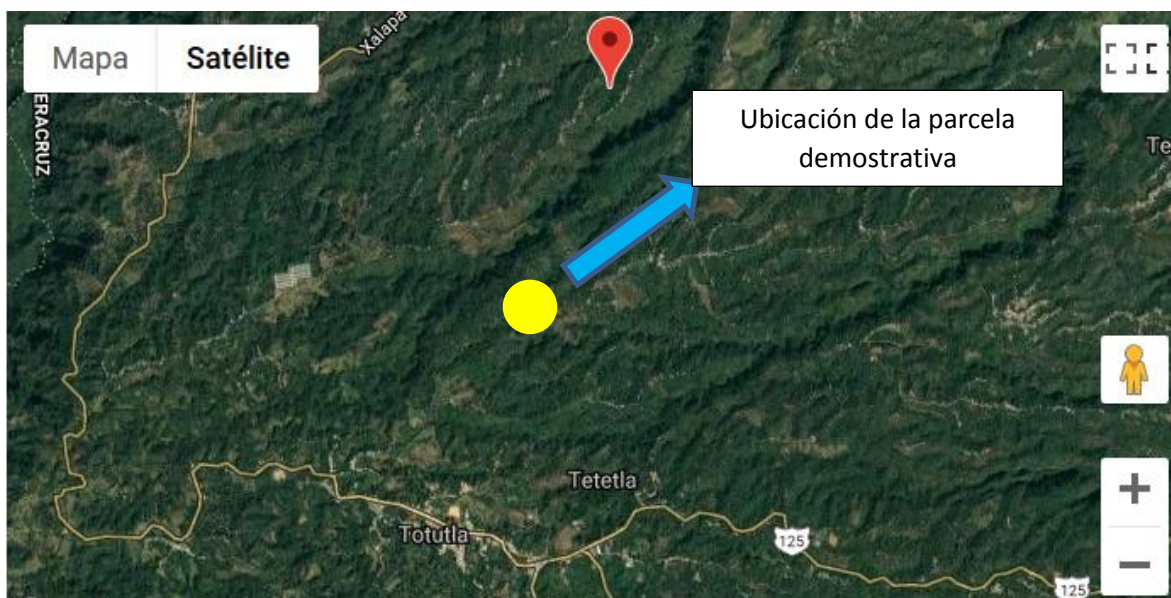 Mapa
Satélite
Xalapa
ERACRUZ
Ubicación de la parcela
demostrativa
Te
Tetetla
Totutla
125
125
+
−